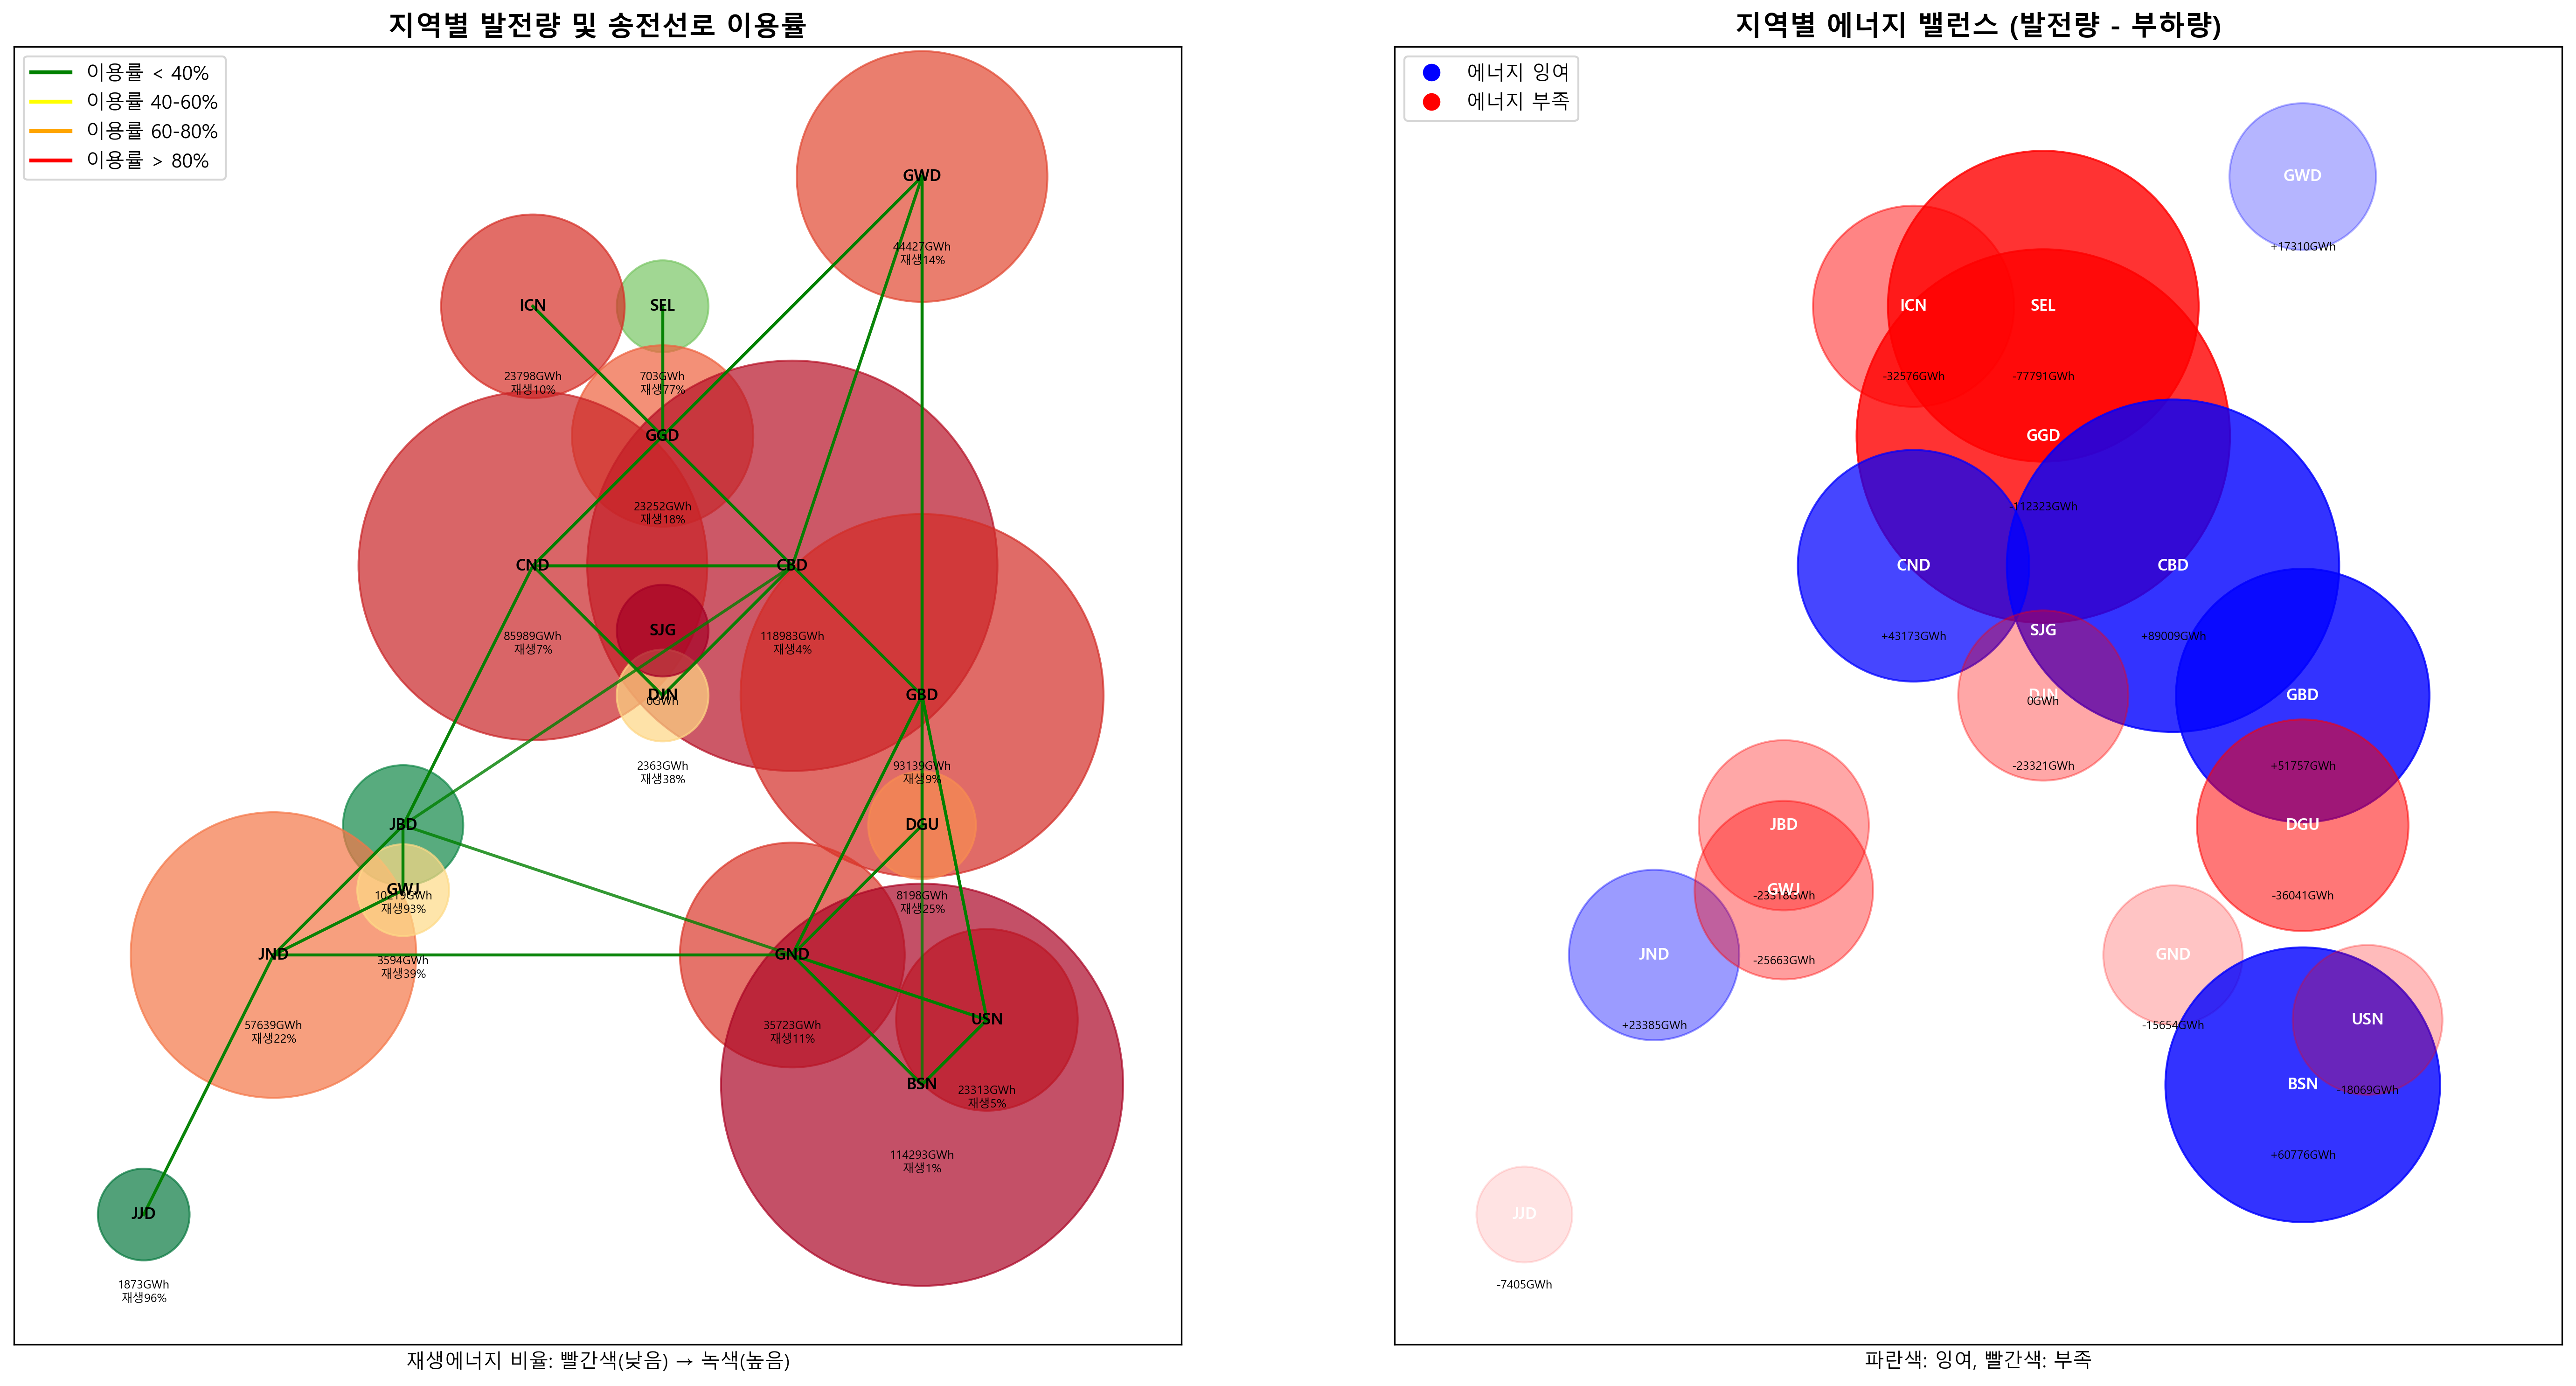 지역별 발전량 및 송전선로 이용률
이용률 < 40%
이용률 40-60%
이용률 60-80%
이용률 > 80%
GWD
44427GWh
재생14%
ICN
23798GWh
재생10%
SEL
703GWh
재생77%
GGD
23252GWh
재생18%
CND
85989GWh
재생7%
CBD
118983GWh
재생4%
SJG
0GWh
DJN
2363GWh
재생38%
GBD
93139GWh
재생9%
JBD
10219GWh
재생93%
DGU
8198GWh
재생25%
GWJ
3594GWh
재생39%
JND
57639GWh
재생22%
GND
35723GWh
재생11%
USN
23313GWh
재생5%
BSN
114293GWh
재생1%
JJD
1873GWh
재생96%
재생에너지 비율: 빨간색(낮음) → 녹색(높음)
지역별 에너지 밸런스 (발전량 - 부하량)
에너지 잉여
에너지 부족
GWD
+17310GWh
ICN
-32576GWh
SEL
-77791GWh
GGD
-112323GWh
CND
+43173GWh
CBD
+89009GWh
SJG
0GWh
DJN
-23321GWh
GBD
+51757GWh
JBD
-23318GWh
DGU
-36041GWh
GWJ
-25663GWh
JND
+23385GWh
GND
-15654GWh
USN
-18069GWh
BSN
+60776GWh
JJD
-7405GWh
파란색: 잉여, 빨간색: 부족